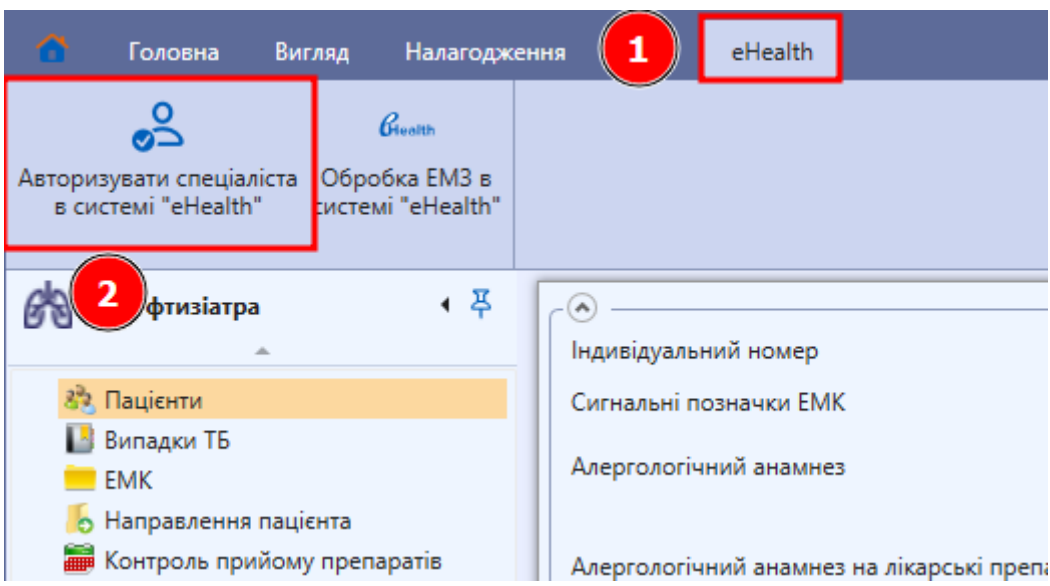 Головна Вигляд Налагодження 1 eHealth
eHealth
Авторизувати спеціаліста
в системі "eHealth"
Обробка ЕМЗ в
системі "eHealth"
2 фтизіатра
Пацієнти
Випадки ТБ
ЕМК
Направлення пацієнта
Контроль прийому препаратів
Індивідуальний номер
Сигнальні позначки ЕМК
Алергологічний анамнез
Алергологічний анамнез на лікарські